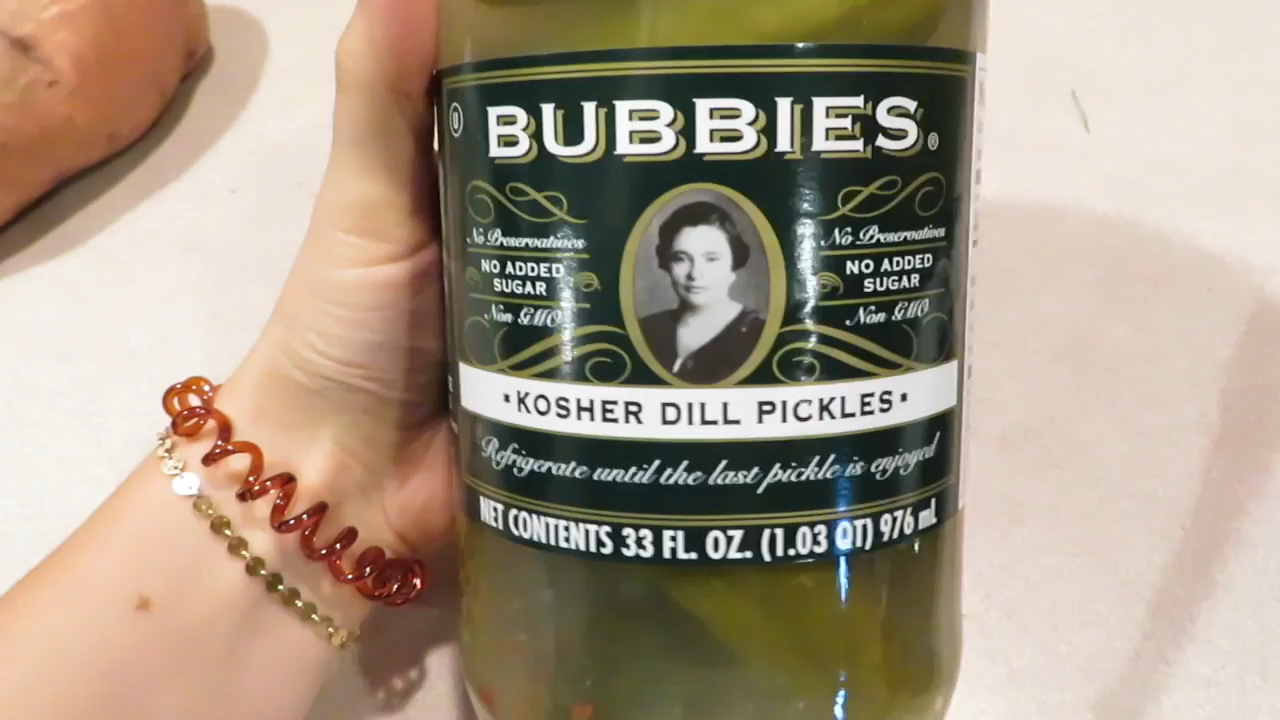 U
BUBBIES®
No Preservatives
NO ADDED
SUGAR
Non GMO
No Preservatives
NO ADDED
SUGAR
Non GMO
·KOSHER DILL PICKLES·
Refrigerate until the last pickle is enjoyed
NET CONTENTS 33 FL. OZ. (1.03 QT) 976 mL